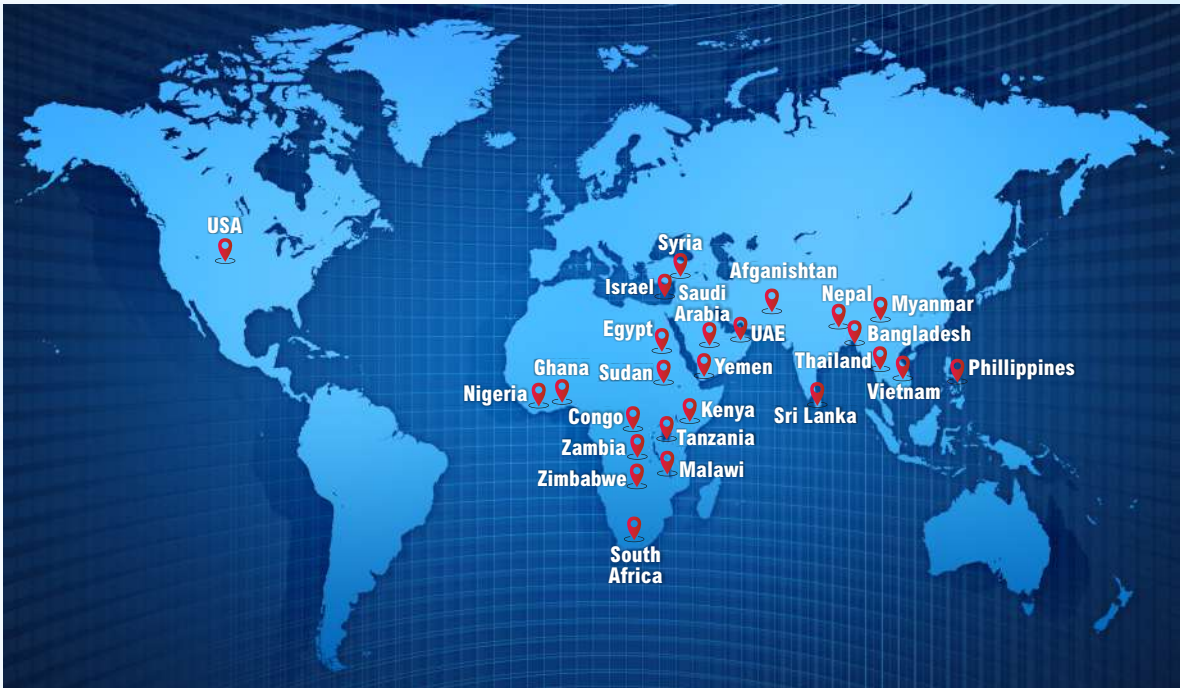 USA
Syria
Israel
Saudi
Arabia
Afganishtan
Nepal
Myanmar
Egypt
UAE
Bangladesh
Ghana
Sudan
Yemen
Thailand
Phillippines
Nigeria
Vietnam
Congo
Kenya
Sri Lanka
Zambia
Tanzania
Zimbabwe
Malawi
South
Africa